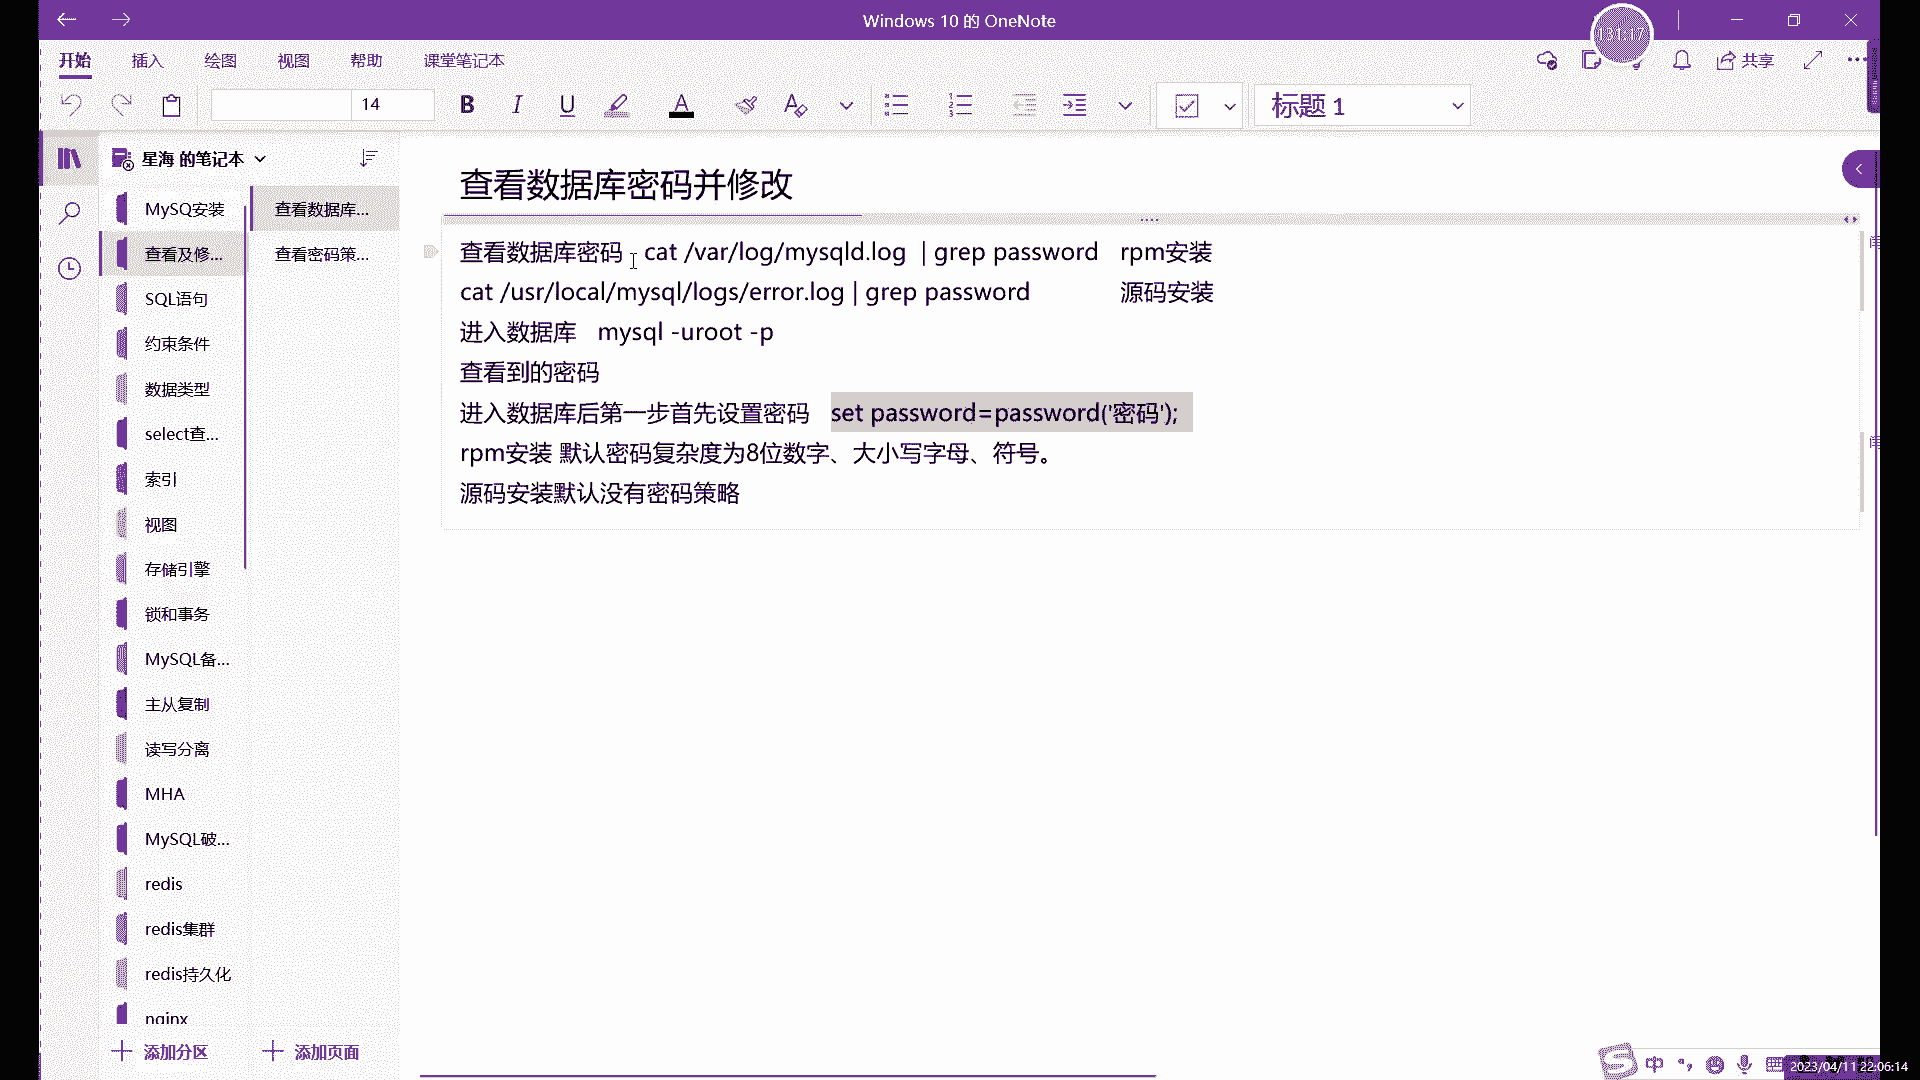 Windows 10 的 OneNote
开始 插入 绘图 视图 帮助 课堂笔记本
共享
14
标题 1
星海 的笔记本
MySQ安装
查看及修...
SQL语句
约束条件
数据类型
select查...
索引
视图
存储引擎
锁和事务
MySQL备...
主从复制
读写分离
MHA
MySQL破...
redis
redis集群
redis持久化
nginx
添加分区
查看数据库...
查看密码策...
添加页面
查看数据库密码并修改
查看数据库密码 cat /var/log/mysqld.log | grep password rpm安装
cat /usr/local/mysql/logs/error.log | grep password 源码安装
进入数据库 mysql -uroot -p
查看到的密码
进入数据库后第一步首先设置密码 set password=password('密码');
rpm安装 默认密码复杂度为8位数字、大小写字母、符号。
源码安装默认没有密码策略
中
2023/04/11 22:06:14